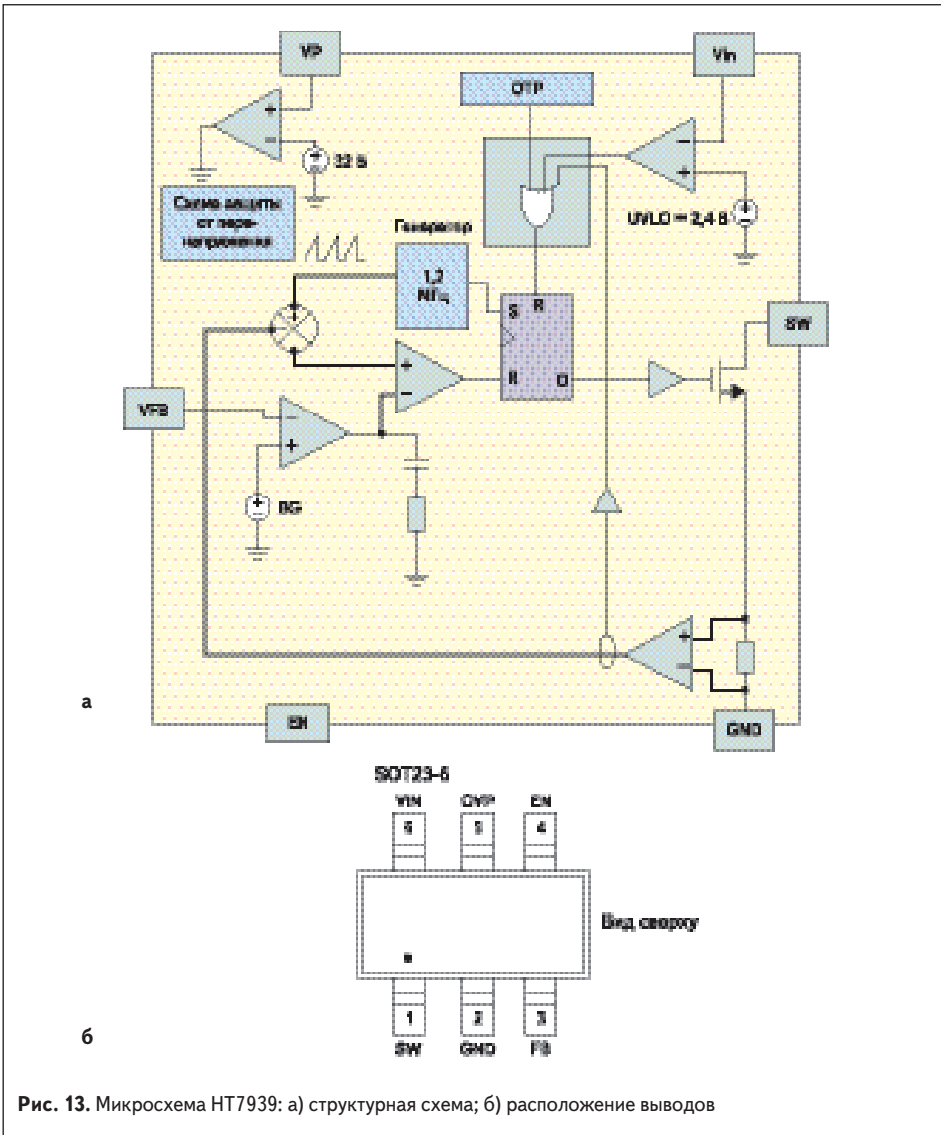 VP
Vin
OTP
+
−
32 В
−
+
UVLO = 2,4 В
Схема защиты
от пере-
напряжения
Генератор
1,2
МГц
S
R
R
Q
SW
+
−
VFB
−
+
+
−
BG
+
−
а
EN
GND
SOT23-6
VIN
OVP
EN
6
5
4
Вид сверху
1
2
3
б
SW
GND
FB
Рис. 13. Микросхема HT7939: а) структурная схема; б) расположение выводов